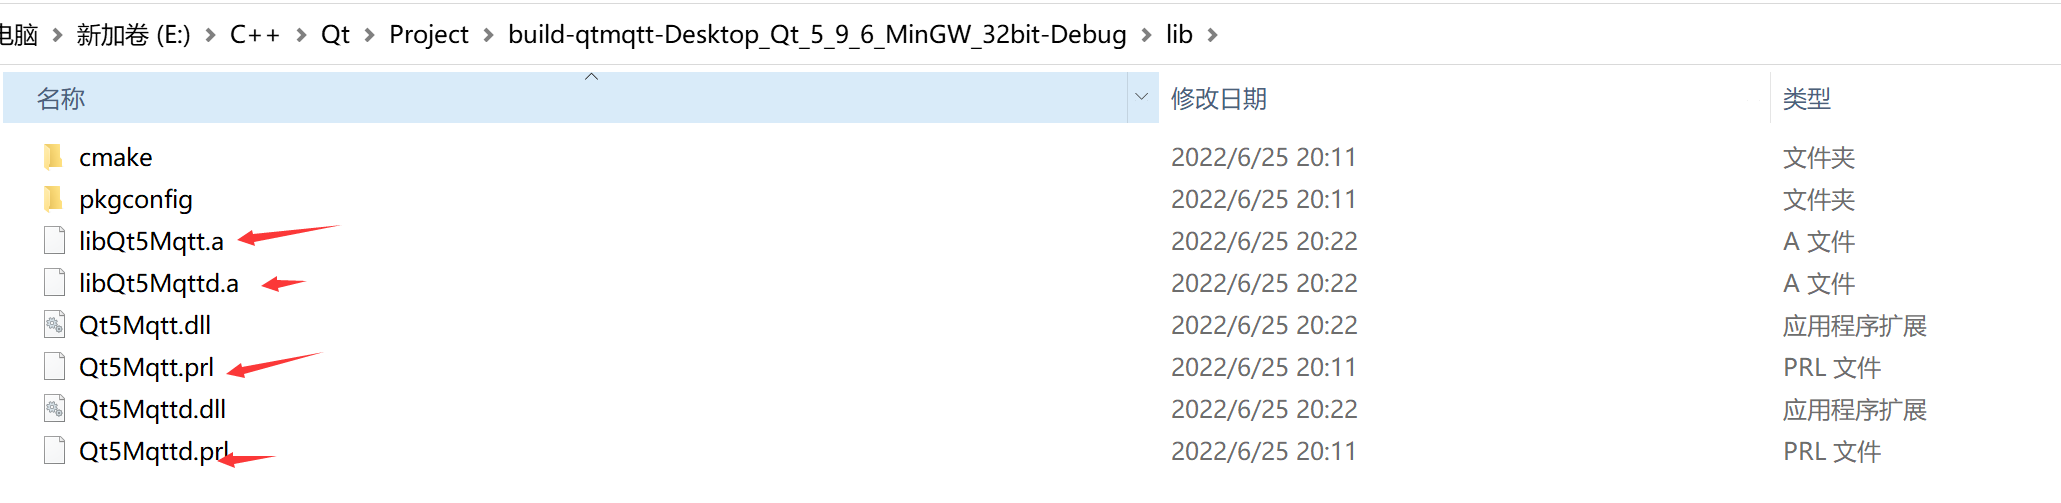 电脑 > 新加卷 (E:) > C++ > Qt > Project > build-qtmqtt-Desktop_Qt_5_9_6_MinGW_32bit-Debug > lib >
名称 修改日期 类型
cmake 2022/6/25 20:11 文件夹
pkgconfig 2022/6/25 20:11 文件夹
libQt5Mqtt.a 2022/6/25 20:22 A 文件
libQt5Mqttd.a 2022/6/25 20:22 A 文件
Qt5Mqtt.dll 2022/6/25 20:22 应用程序扩展
Qt5Mqtt.prl 2022/6/25 20:11 PRL 文件
Qt5Mqttd.dll 2022/6/25 20:22 应用程序扩展
Qt5Mqttd.prl 2022/6/25 20:11 PRL 文件